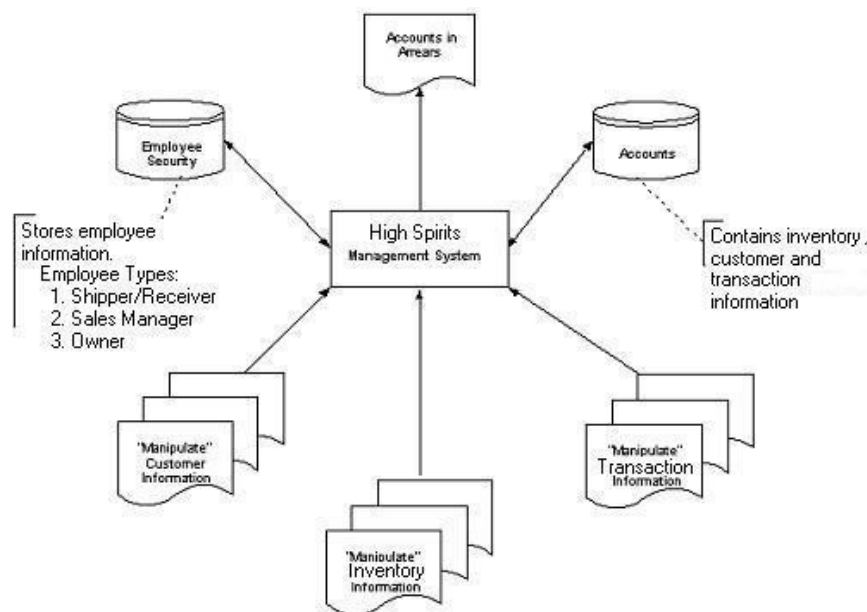 Accounts in
Arrears
Employee
Security
Accounts
Stores employee
information.
Employee Types:
1. Shipper/Receiver
2. Sales Manager
3. Owner
High Spirits
Management System
Contains inventory,
customer and
transaction
information
"Manipulate"
Customer
Information
"Manipulate"
Inventory
Information
"Manipulate"
Transaction
Information